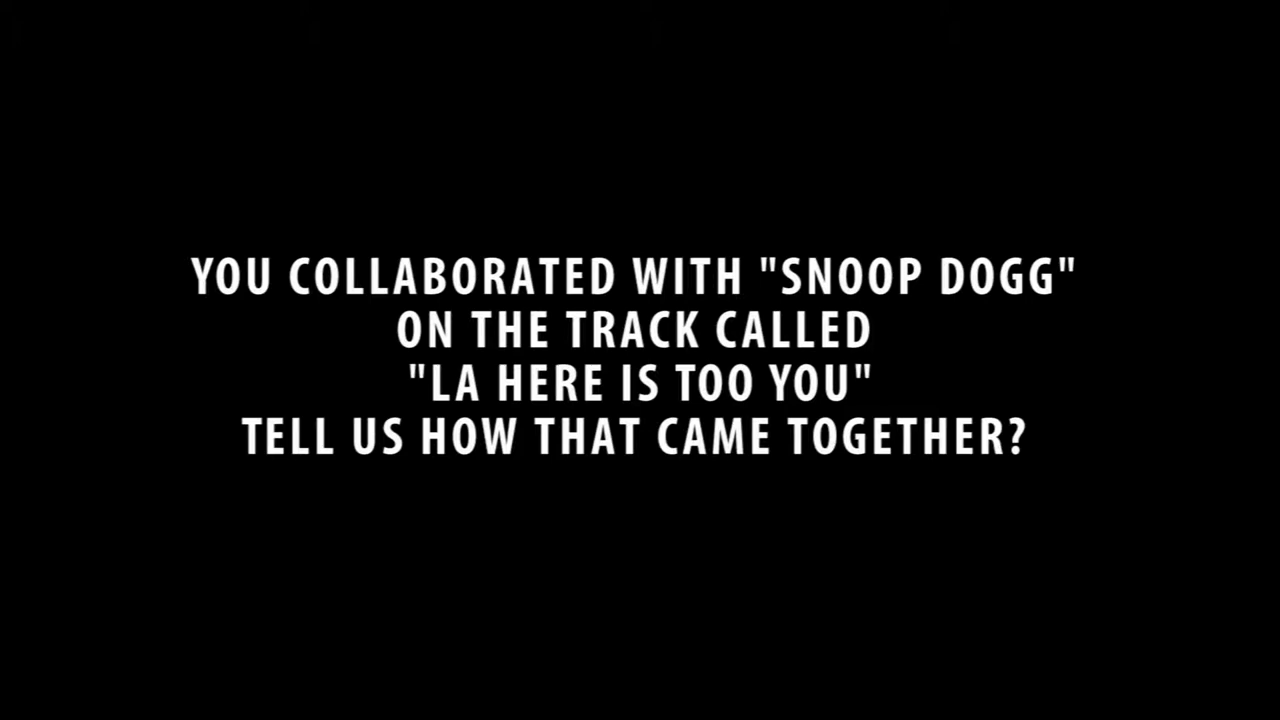 YOU COLLABORATED WITH "SNOOP DOGG"
ON THE TRACK CALLED
"LA HERE IS TOO YOU"
TELL US HOW THAT CAME TOGETHER?